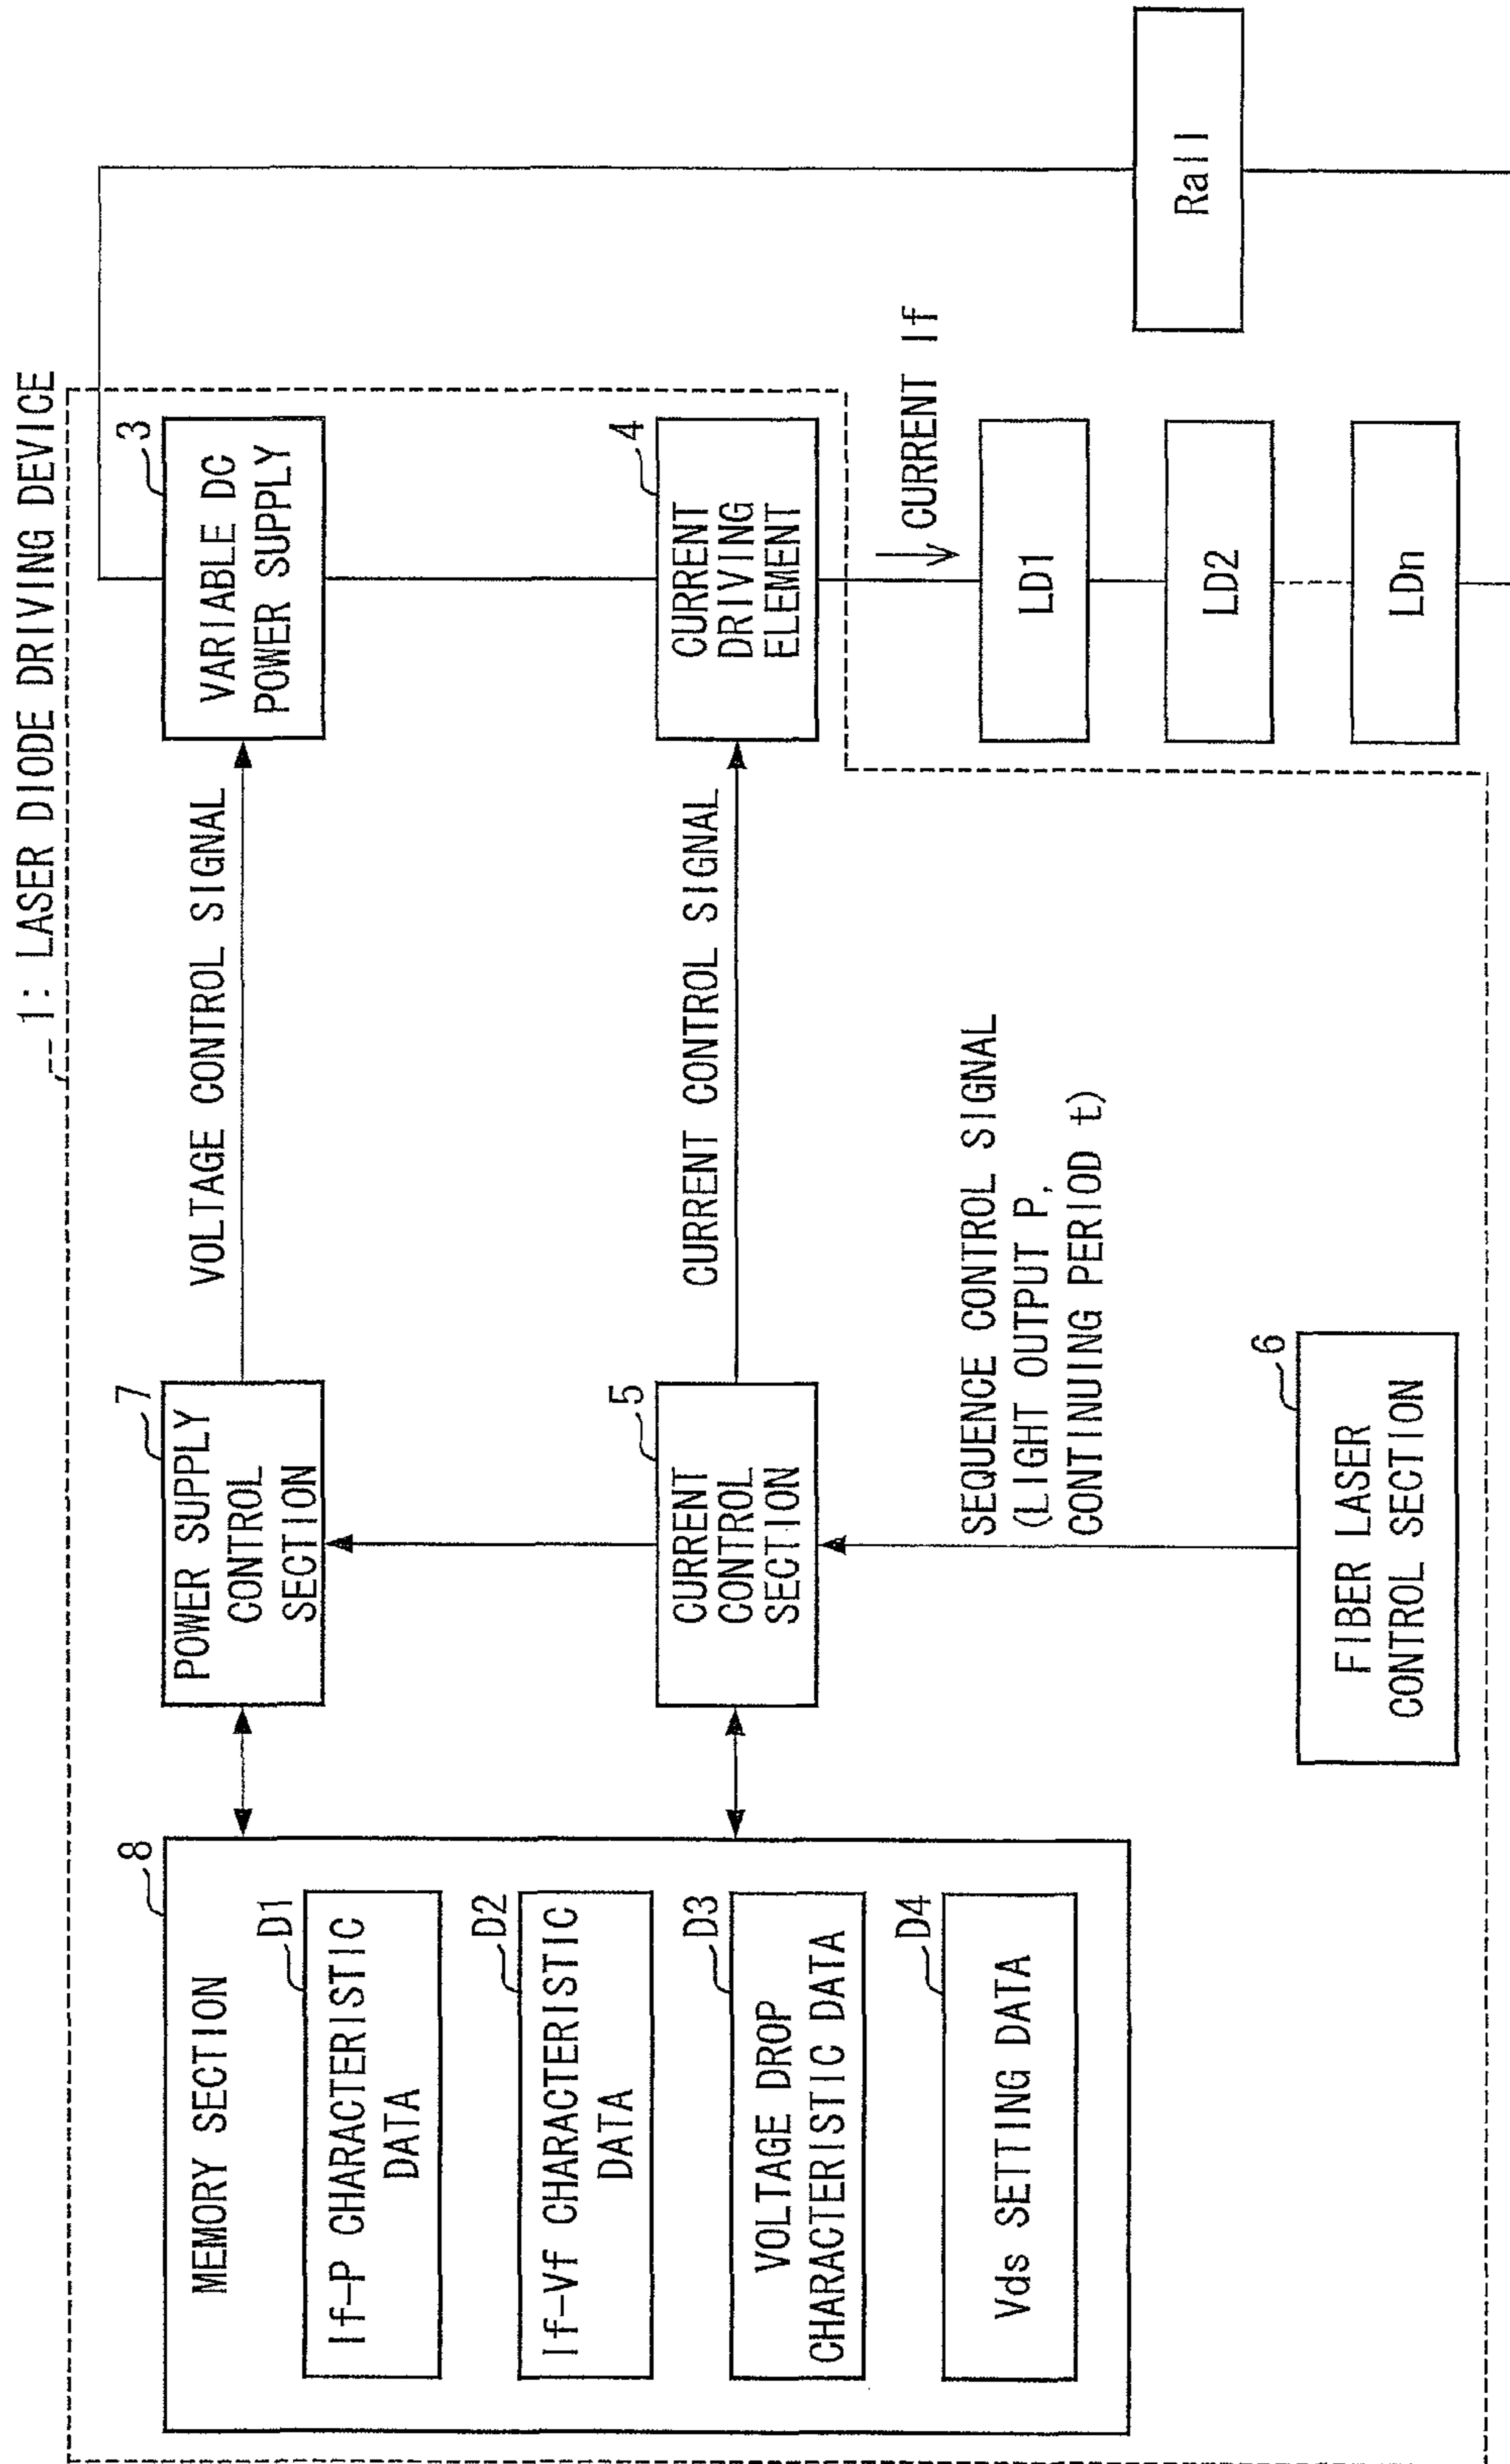 1: LASER DIODE DRIVING DEVICE
8
MEMORY SECTION
D1
If-P CHARACTERISTIC
DATA
D2
If-Vf CHARACTERISTIC
DATA
D3
VOLTAGE DROP
CHARACTERISTIC DATA
D4
Vds SETTING DATA
7
POWER SUPPLY
CONTROL
SECTION
VOLTAGE CONTROL SIGNAL
3
VARIABLE DC
POWER SUPPLY
5
CURRENT
CONTROL
SECTION
CURRENT CONTROL SIGNAL
4
CURRENT
DRIVING
ELEMENT
SEQUENCE CONTROL SIGNAL
(LIGHT OUTPUT P,
CONTINUING PERIOD t)
6
FIBER LASER
CONTROL SECTION
CURRENT If
LD1
LD2
LDn
Rall